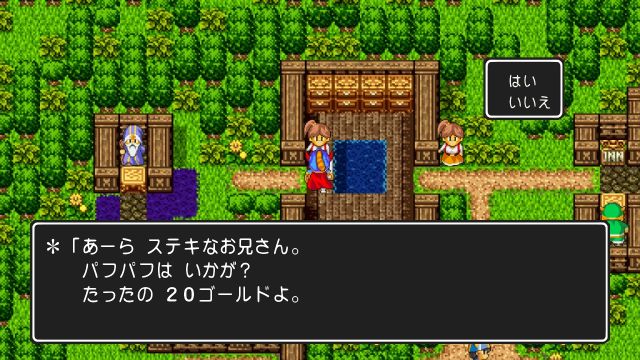 はい
いいえ
INN
＊「あーら ステキなお兄さん。
パフパフは いかが？
たったの ２０ゴールドよ。